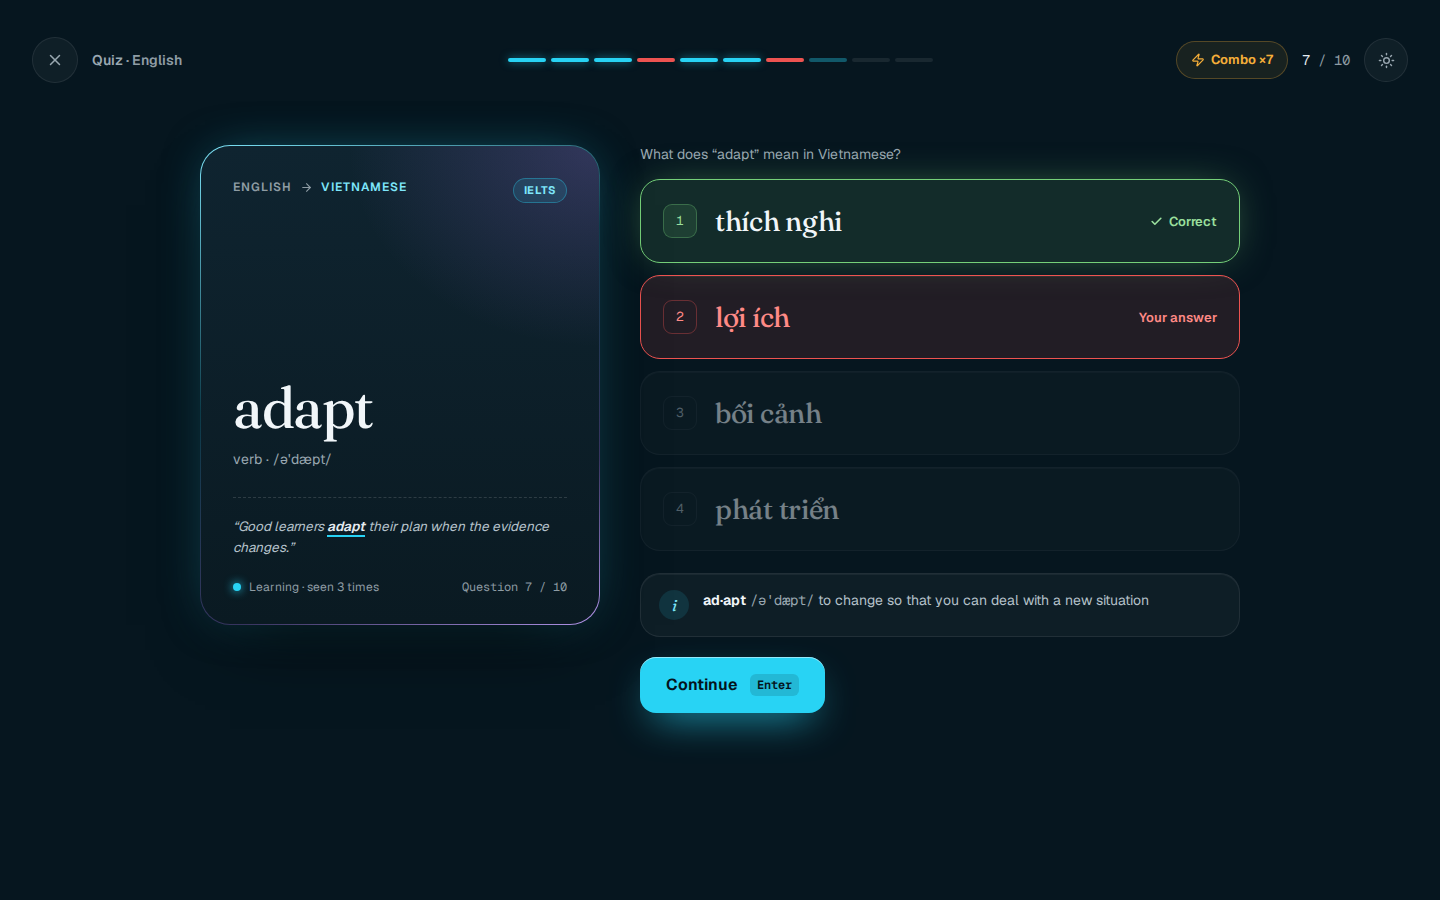 Quiz · English
Combo ×7
7 / 10
ENGLISH → VIETNAMESE
IELTS
adapt
verb · /ə'dæpt/
“Good learners adapt their plan when the evidence
changes.”
Learning · seen 3 times
Question 7 / 10
What does “adapt” mean in Vietnamese?
1
thích nghi
Correct
2
lợi ích
Your answer
3
bối cảnh
4
phát triển
i
ad·apt /ə'dæpt/ to change so that you can deal with a new situation
Continue
Enter